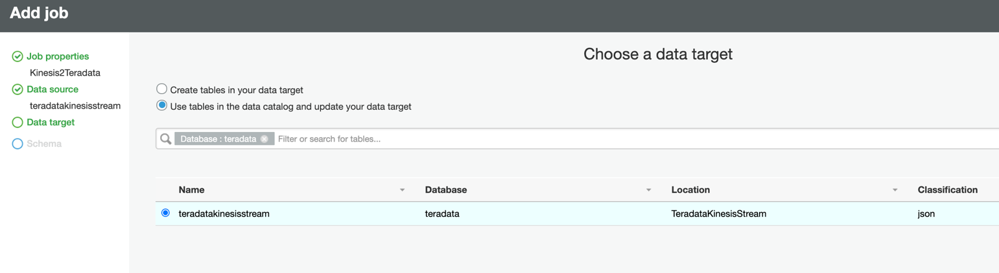 Add job
Job properties
Kinesis2Teradata
Data source
teradatakinesisstream
Data target
Schema
Choose a data target
Create tables in your data target
Use tables in the data catalog and update your data target
Database : teradata Filter or search for tables...
Name Database Location Classification
teradatakinesisstream teradata TeradataKinesisStream json